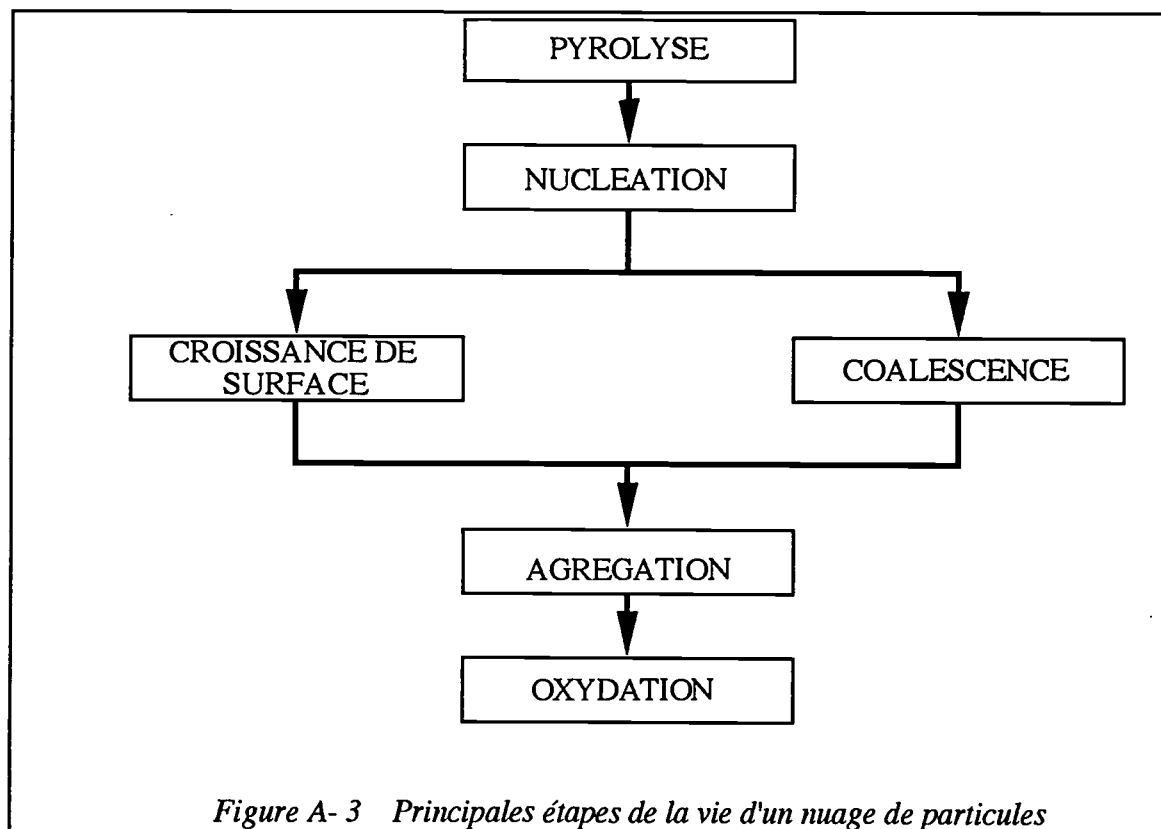 PYROLYSE
NUCLEATION
CROISSANCE DE
SURFACE
COALESCENCE
AGREGATION
OXYDATION
Figure A- 3 Principales étapes de la vie d'un nuage de particules